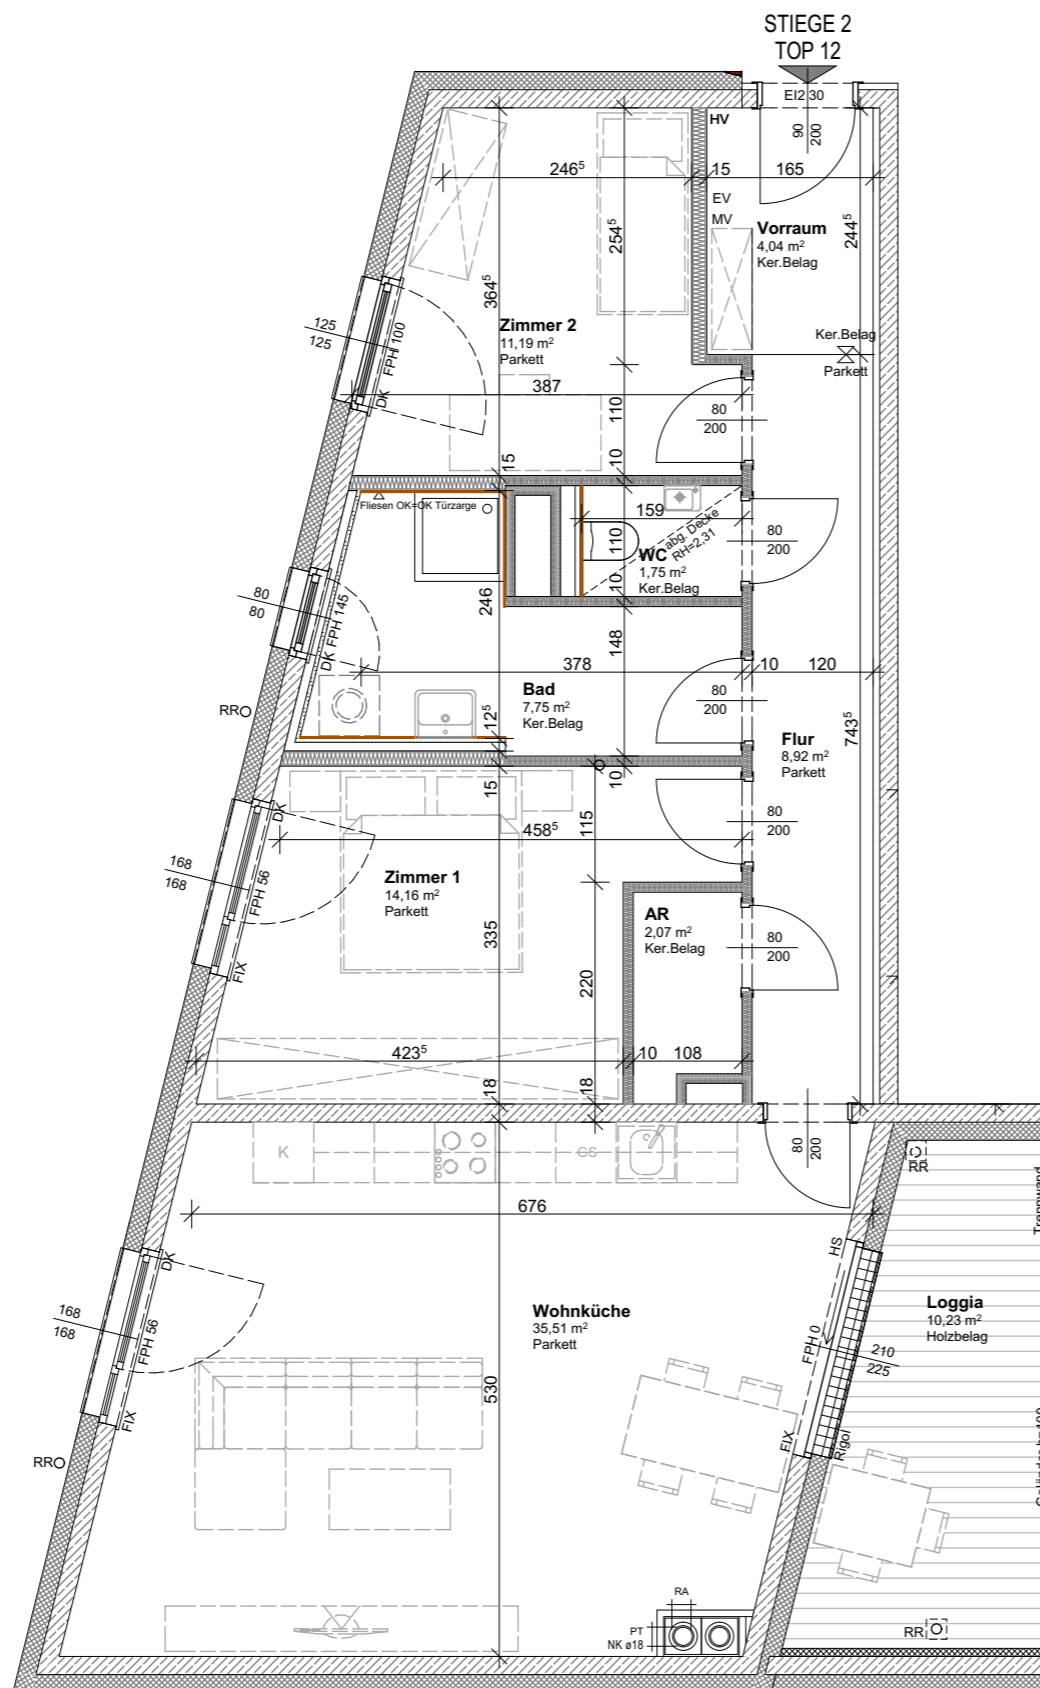 STIEGE 2
TOP 12
EI2 30
90
200
HV
246⁵
15
165
EV
MV
254⁵
244⁵
Vorraum
4,04 m²
Ker.Belag
364⁵
125
125
FPH 100
DK
Zimmer 2
11,19 m²
Parkett
Ker.Belag
Parkett
387
110
80
200
15
10
Fliesen OK=OK Türzarge
159
abg. Decke
RH=2,31
110
WC
1,75 m²
Ker.Belag
80
200
10
80
80
FPH 145
DK
246
148
378
10
120
Bad
7,75 m²
Ker.Belag
80
200
RR
12⁵
Flur
8,92 m²
Parkett
743⁵
15
10
DK
458⁵
115
80
200
168
168
FPH 56
FIX
Zimmer 1
14,16 m²
Parkett
335
AR
2,07 m²
Ker.Belag
80
200
220
423⁵
10
108
18
18
K
GS
80
200
RR
Trennwand
676
HS
DK
168
168
FPH 56
FIX
Wohnküche
35,51 m²
Parkett
FPH 0
210
225
Loggia
10,23 m²
Holzbelag
530
FIX
Rigol
RR
RA
PT
NK ø18
RR